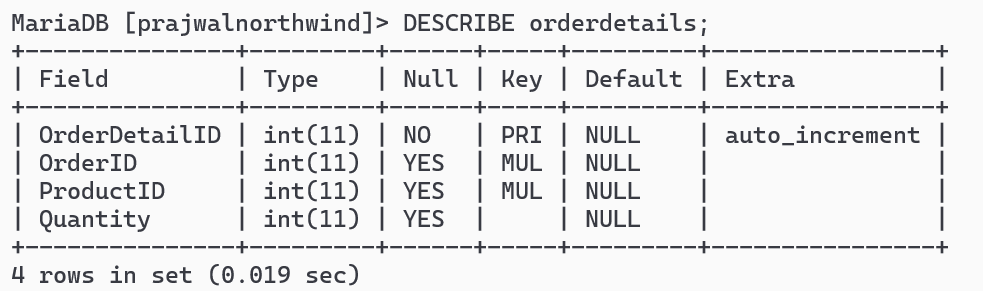 MariaDB [prajwalnorthwind]> DESCRIBE orderdetails;
+---------------+---------+------+-----+---------+----------------+
| Field         | Type    | Null | Key | Default | Extra          |
+---------------+---------+------+-----+---------+----------------+
| OrderDetailID | int(11) | NO   | PRI | NULL    | auto_increment |
| OrderID       | int(11) | YES  | MUL | NULL    |                |
| ProductID     | int(11) | YES  | MUL | NULL    |                |
| Quantity      | int(11) | YES  |     | NULL    |                |
+---------------+---------+------+-----+---------+----------------+
4 rows in set (0.019 sec)